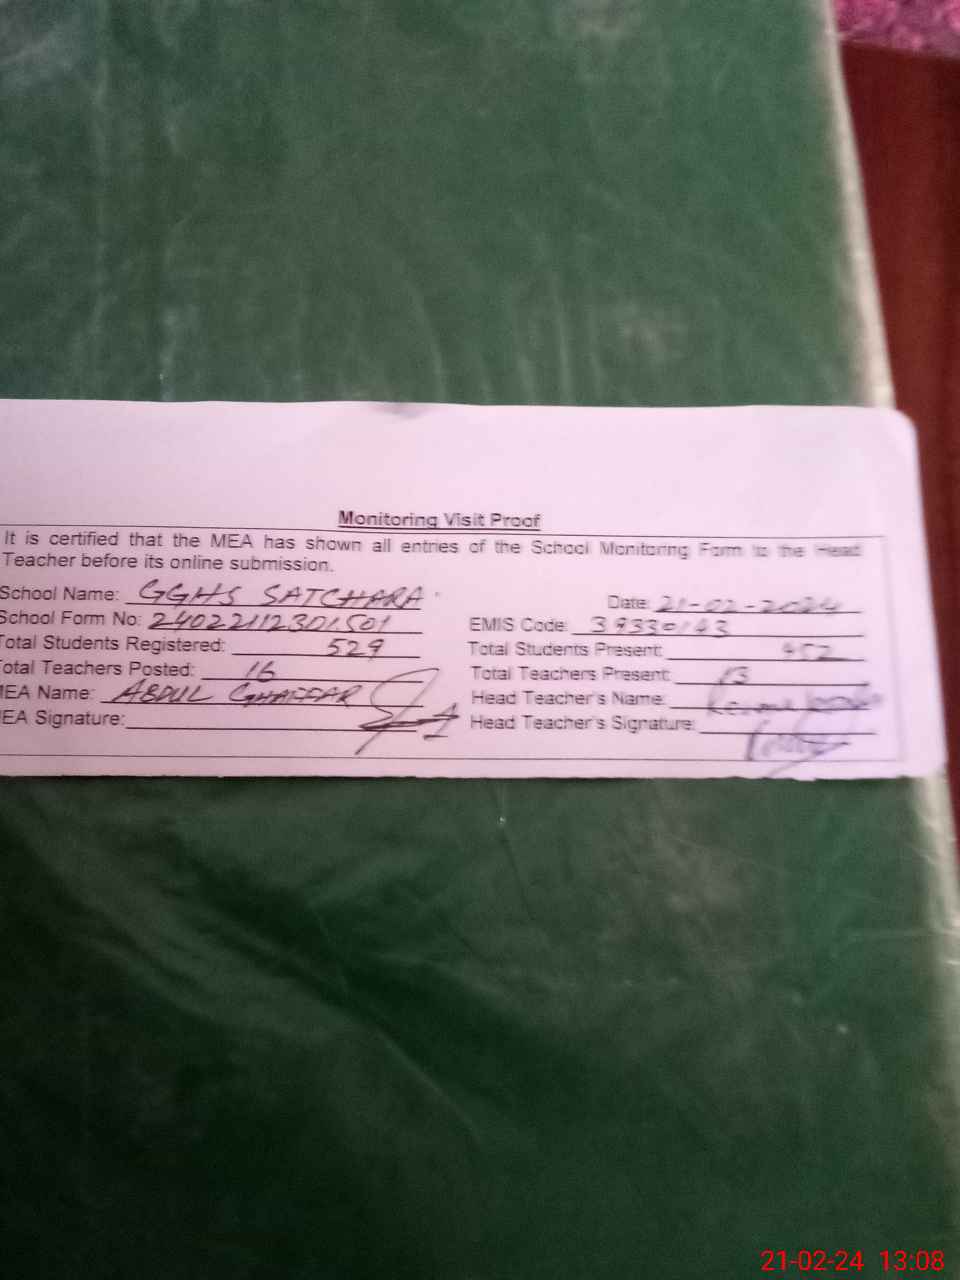 Monitoring Visit Proof
It is certified that the MEA has shown all entries of the School Monitoring Form to the Head
Teacher before its online submission.
School Name: GGHS SATCHARA
Date: 21-02-2024
School Form No: 24022112301501
EMIS Code: 39330143
Total Students Registered: 529
Total Students Present: 452
Total Teachers Posted: 16
Total Teachers Present: 13
MEA Name: ABDUL GHAFFAR
Head Teacher's Name:
MEA Signature:
Head Teacher's Signature:
21-02-24 13:08